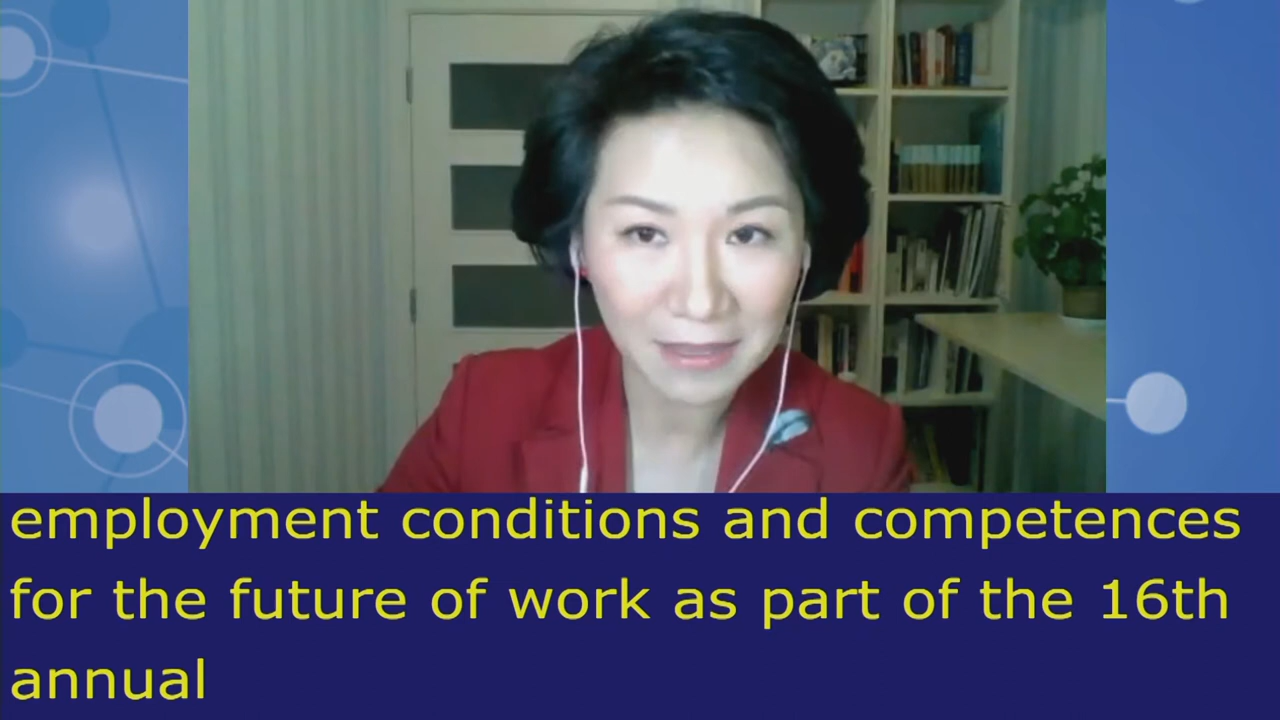 employment conditions and competences
for the future of work as part of the 16th
annual